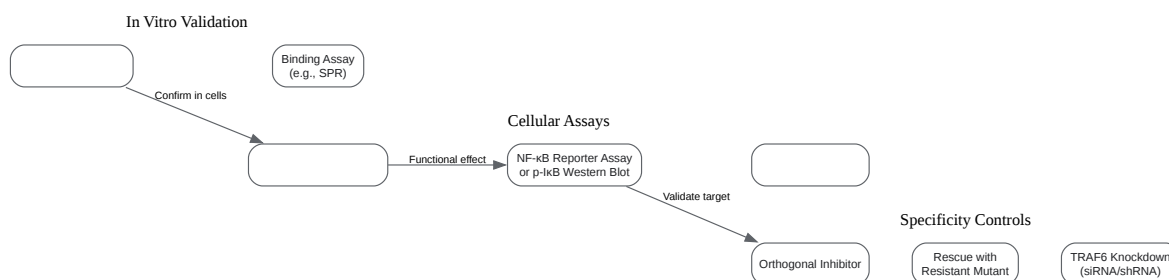 In Vitro Validation
Binding Assay
(e.g., SPR)
Confirm in cells
Cellular Assays
Functional effect
NF-κB Reporter Assay
or p-IκB Western Blot
Validate target
Specificity Controls
Orthogonal Inhibitor
Rescue with
Resistant Mutant
TRAF6 Knockdown
(siRNA/shRNA)